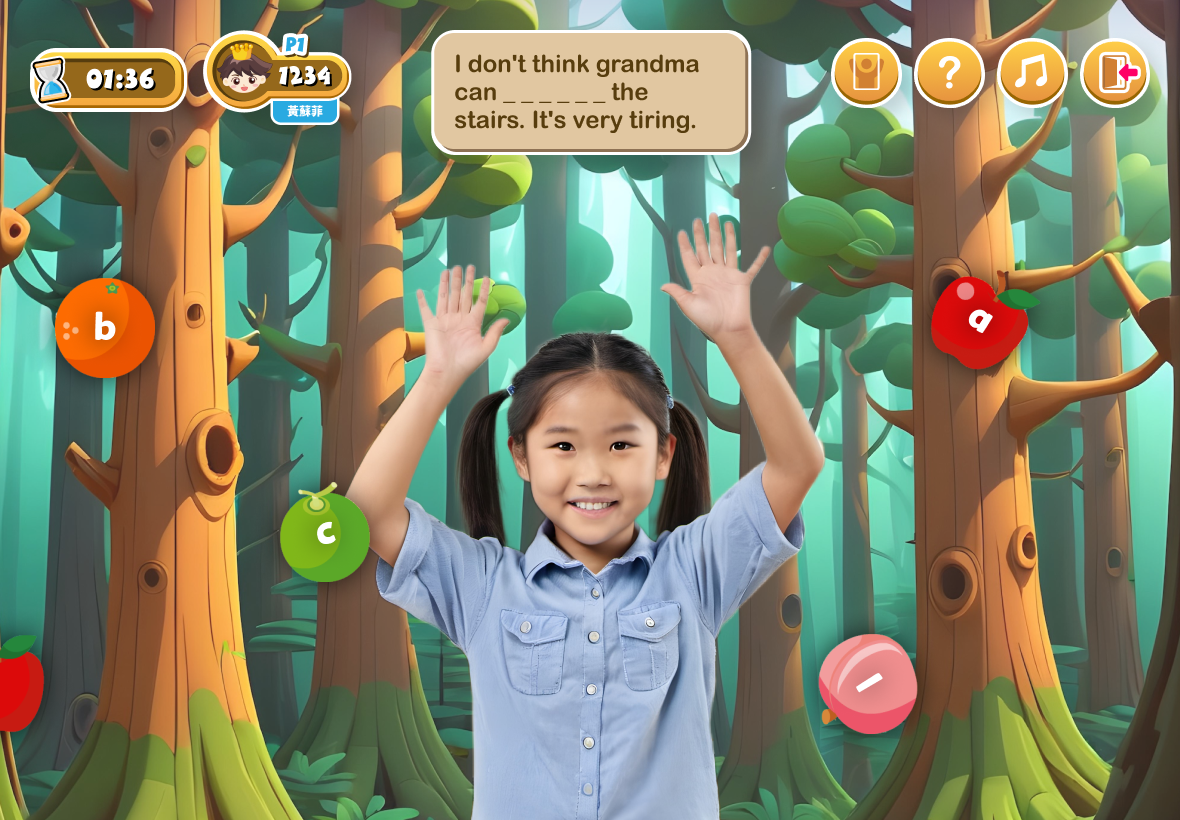 01:36
P1
1234
黃蘇菲
I don't think grandma
can _ _ _ _ _ _ the
stairs. It's very tiring.
?
b
a
c
l